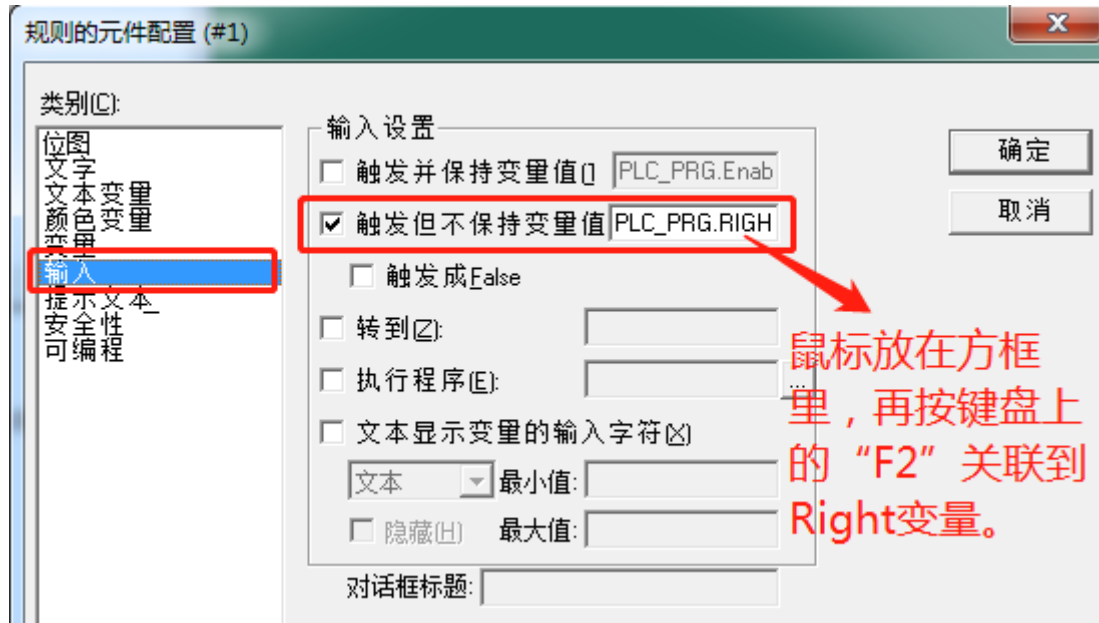 规则的元件配置 (#1)
类别(C):
位图
文字
文本变量
颜色变量
变量
输入
提示文本_
安全性
可编程
输入设置
触发并保持变量值(] PLC_PRG.Enab
触发但不保持变量值 PLC_PRG.RIGH
触发成False
转到(Z):
执行程序(E): ...
文本显示变量的输入字符(X)
文本 最小值:
隐藏(H) 最大值:
对话框标题:
确定
取消
鼠标放在方框
里，再按键盘上
的“F2”关联到
Right变量。